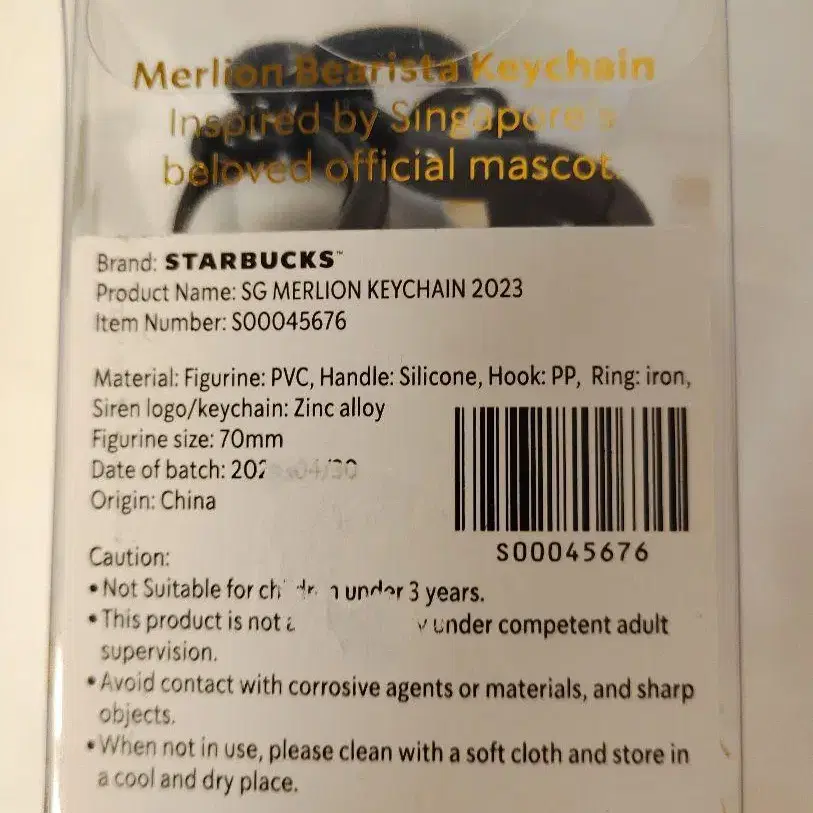 Merlion Bearista Keychain
Inspired by Singapore's
beloved official mascot.
Brand: STARBUCKS™
Product Name: SG MERLION KEYCHAIN 2023
Item Number: S00045676
Material: Figurine: PVC, Handle: Silicone, Hook: PP, Ring: iron,
Siren logo/keychain: Zinc alloy
Figurine size: 70mm
Date of batch:
Origin: China
S00045676
Caution:
•Not Suitable for children under 3 years.
•This product is not under competent adult
supervision.
•Avoid contact with corrosive agents or materials, and sharp
objects.
•When not in use, please clean with a soft cloth and store in
a cool and dry place.